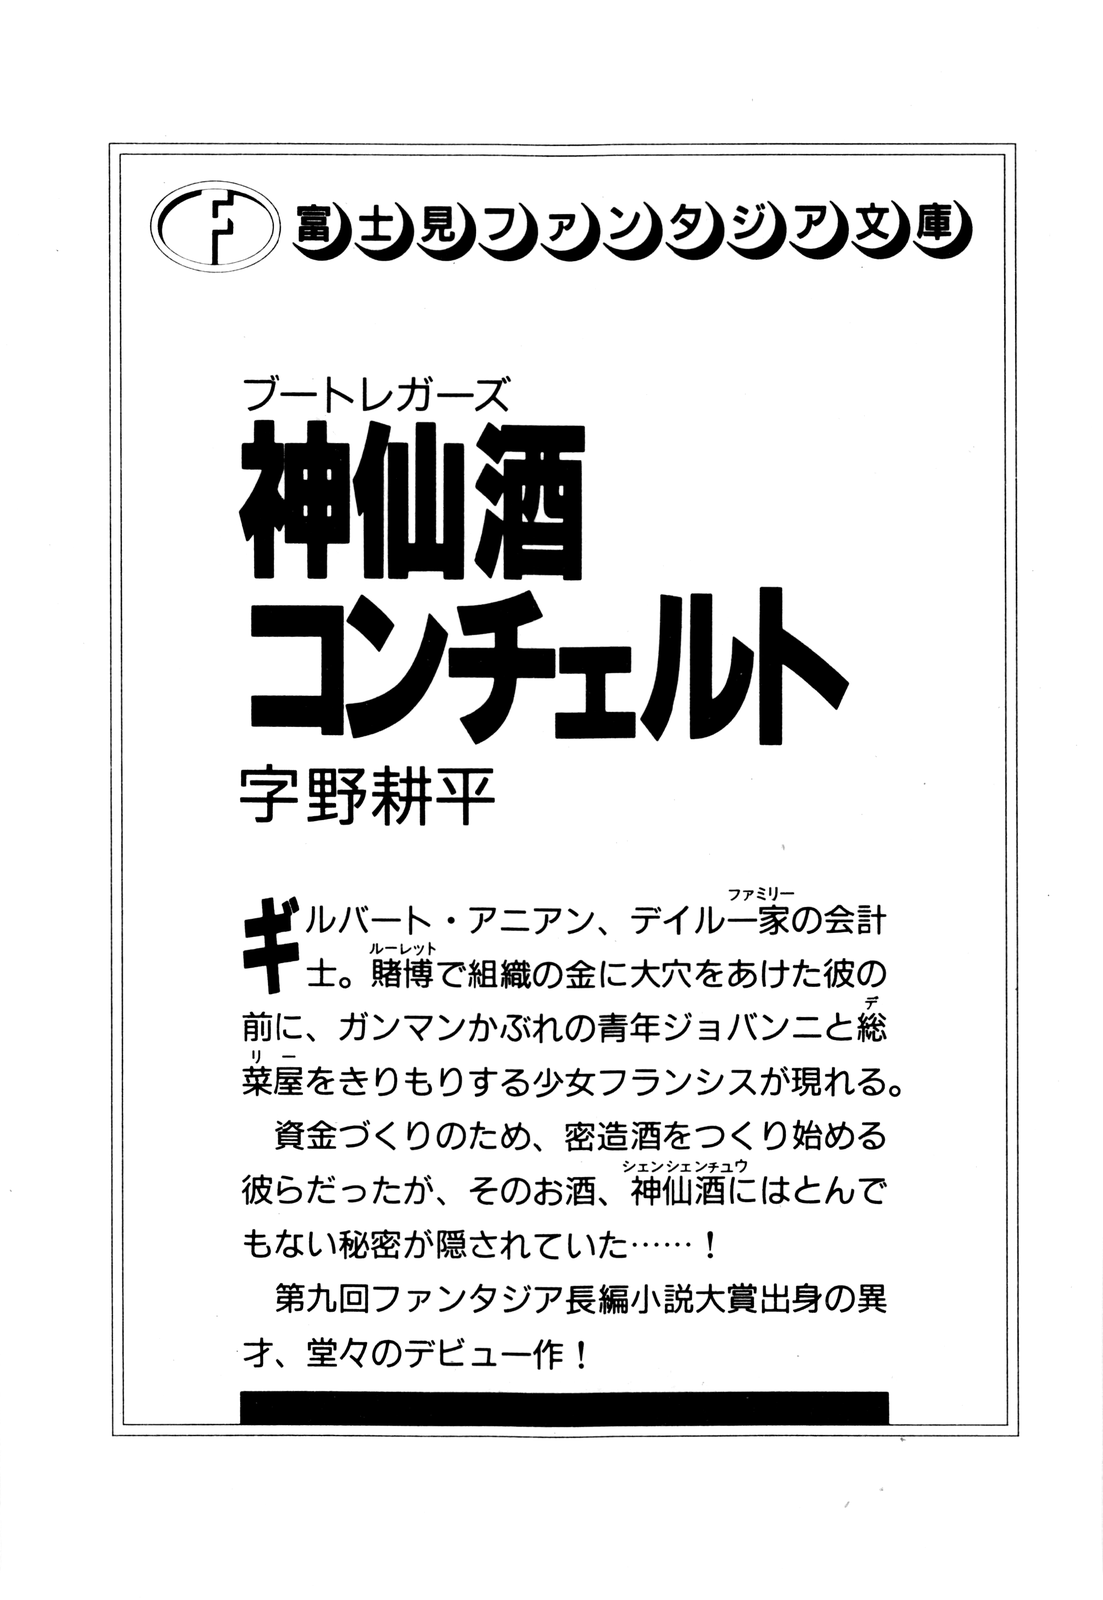 富士見ファンタジア文庫
ブートレガーズ
神仙酒
コンチェルト
字野耕平
ファミリー
ギルバート・アニアン、デイル一家の会計
ルーレット
士。賭博で組織の金に大穴をあけた彼の
デ
前に、ガンマンかぶれの青年ジョバンニと総
リー
菜屋をきりもりする少女フランシスが現れる。
資金づくりのため、密造酒をつくり始める
シェンシェンチュウ
彼らだったが、そのお酒、神仙酒にはとんで
もない秘密が隠されていた……！
第九回ファンタジア長編小説大賞出身の異
才、堂々のデビュー作！